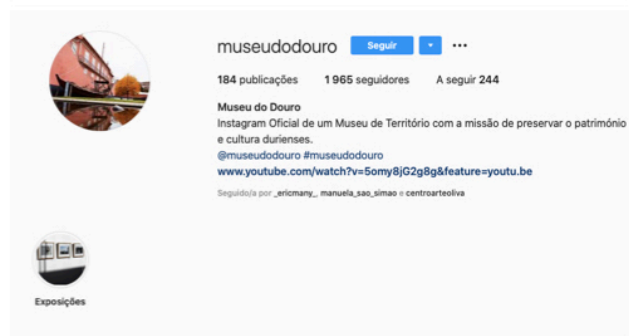 museudodouro Seguir
184 publicações 1 965 seguidores A seguir 244
Museu do Douro
Instagram Oficial de um Museu de Território com a missão de preservar o património
e cultura durienses.
@museudodouro #museudodouro
www.youtube.com/watch?v=5omy8jG2g8g&feature=youtu.be
Seguido/a por _ericmany_, manuela_sao_simao e centroarteoliva
Exposições